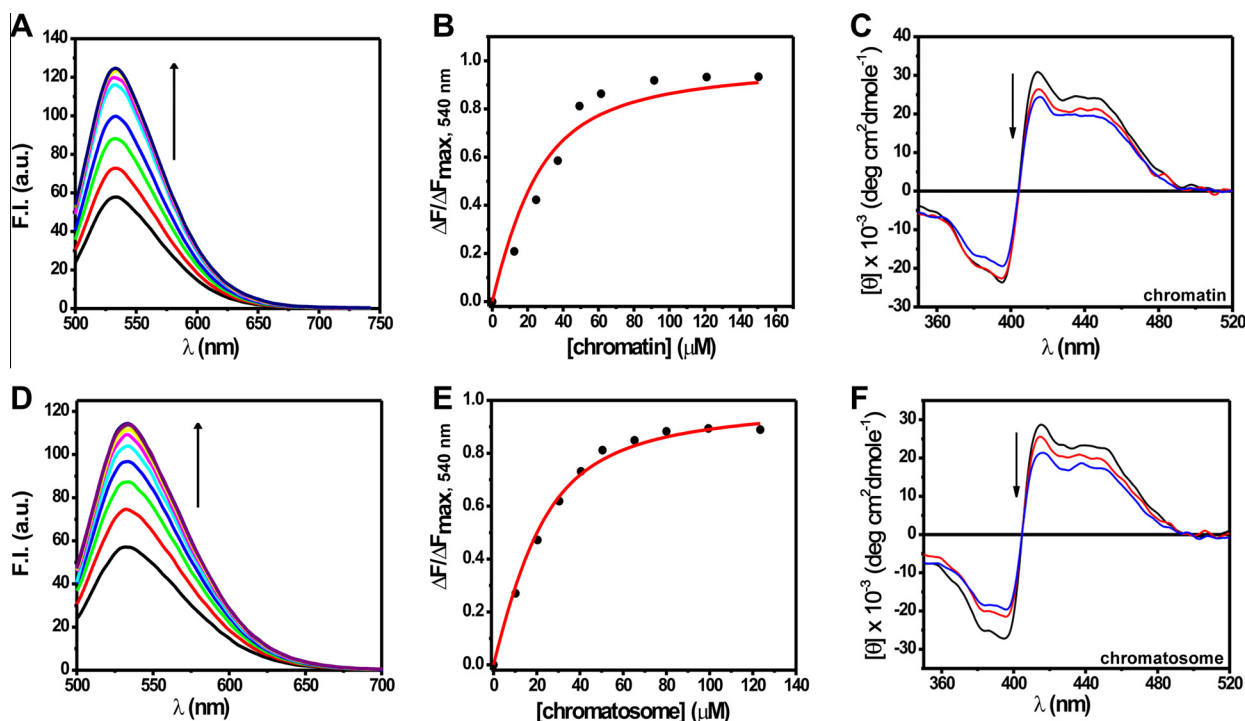 A
F.I. (a.u.)
140
120
100
80
60
40
20
0
500 550 600 650 700 750
λ (nm)
B
ΔF/ΔFmax, 540 nm
1.0
0.8
0.6
0.4
0.2
0.0
0 20 40 60 80 100 120 140 160
[chromatin] (μM)
C
[θ] x 10-3 (deg cm2dmole-1)
40
30
20
10
0
-10
-20
-30
360 400 440 480 520
chromatin
λ (nm)
D
F.I. (a.u.)
120
100
80
60
40
20
0
500 550 600 650 700
λ (nm)
E
ΔF/ΔFmax, 540 nm
1.0
0.8
0.6
0.4
0.2
0.0
0 20 40 60 80 100 120 140
[chromatosome] (μM)
F
[θ] x 10-3 (deg cm2dmole-1)
30
20
10
0
-10
-20
-30
360 400 440 480 520
chromatosome
λ (nm)